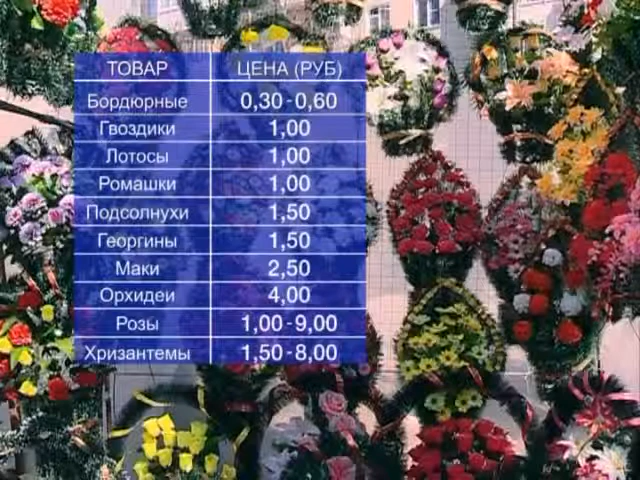 ТОВАР ЦЕНА (РУБ)
Бордюрные 0,30-0,60
Гвоздики 1,00
Лотосы 1,00
Ромашки 1,00
Подсолнухи 1,50
Георгины 1,50
Маки 2,50
Орхидеи 4,00
Розы 1,00-9,00
Хризантемы 1,50-8,00